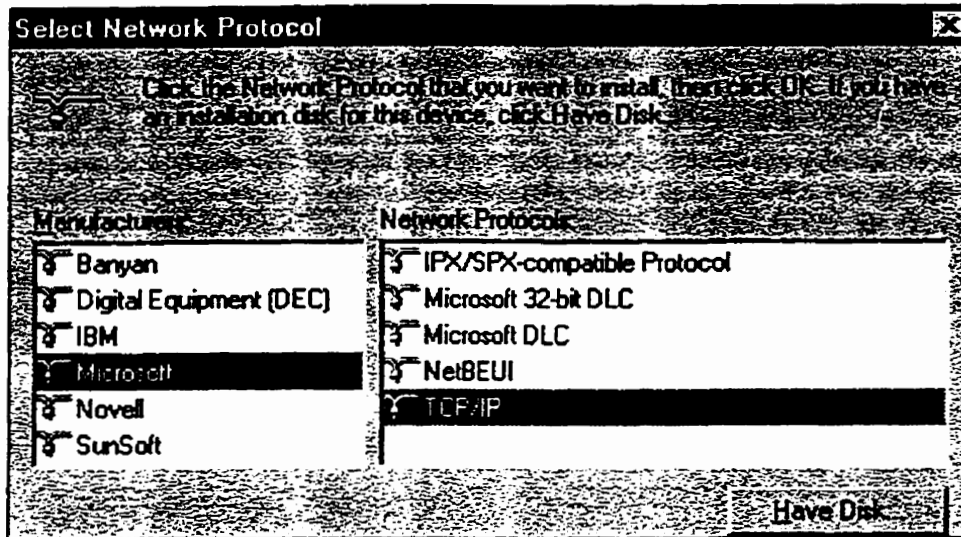 Select Network Protocol
Click the Network Protocol that you want to install, then click OK. If you have
an installation disk for this device, click Have Disk.
Manufacturers:
Network Protocols:
Banyan
Digital Equipment (DEC)
IBM
Microsoft
Novell
SunSoft
IPX/SPX-compatible Protocol
Microsoft 32-bit DLC
Microsoft DLC
NetBEUI
TCP/IP
Have Disk...